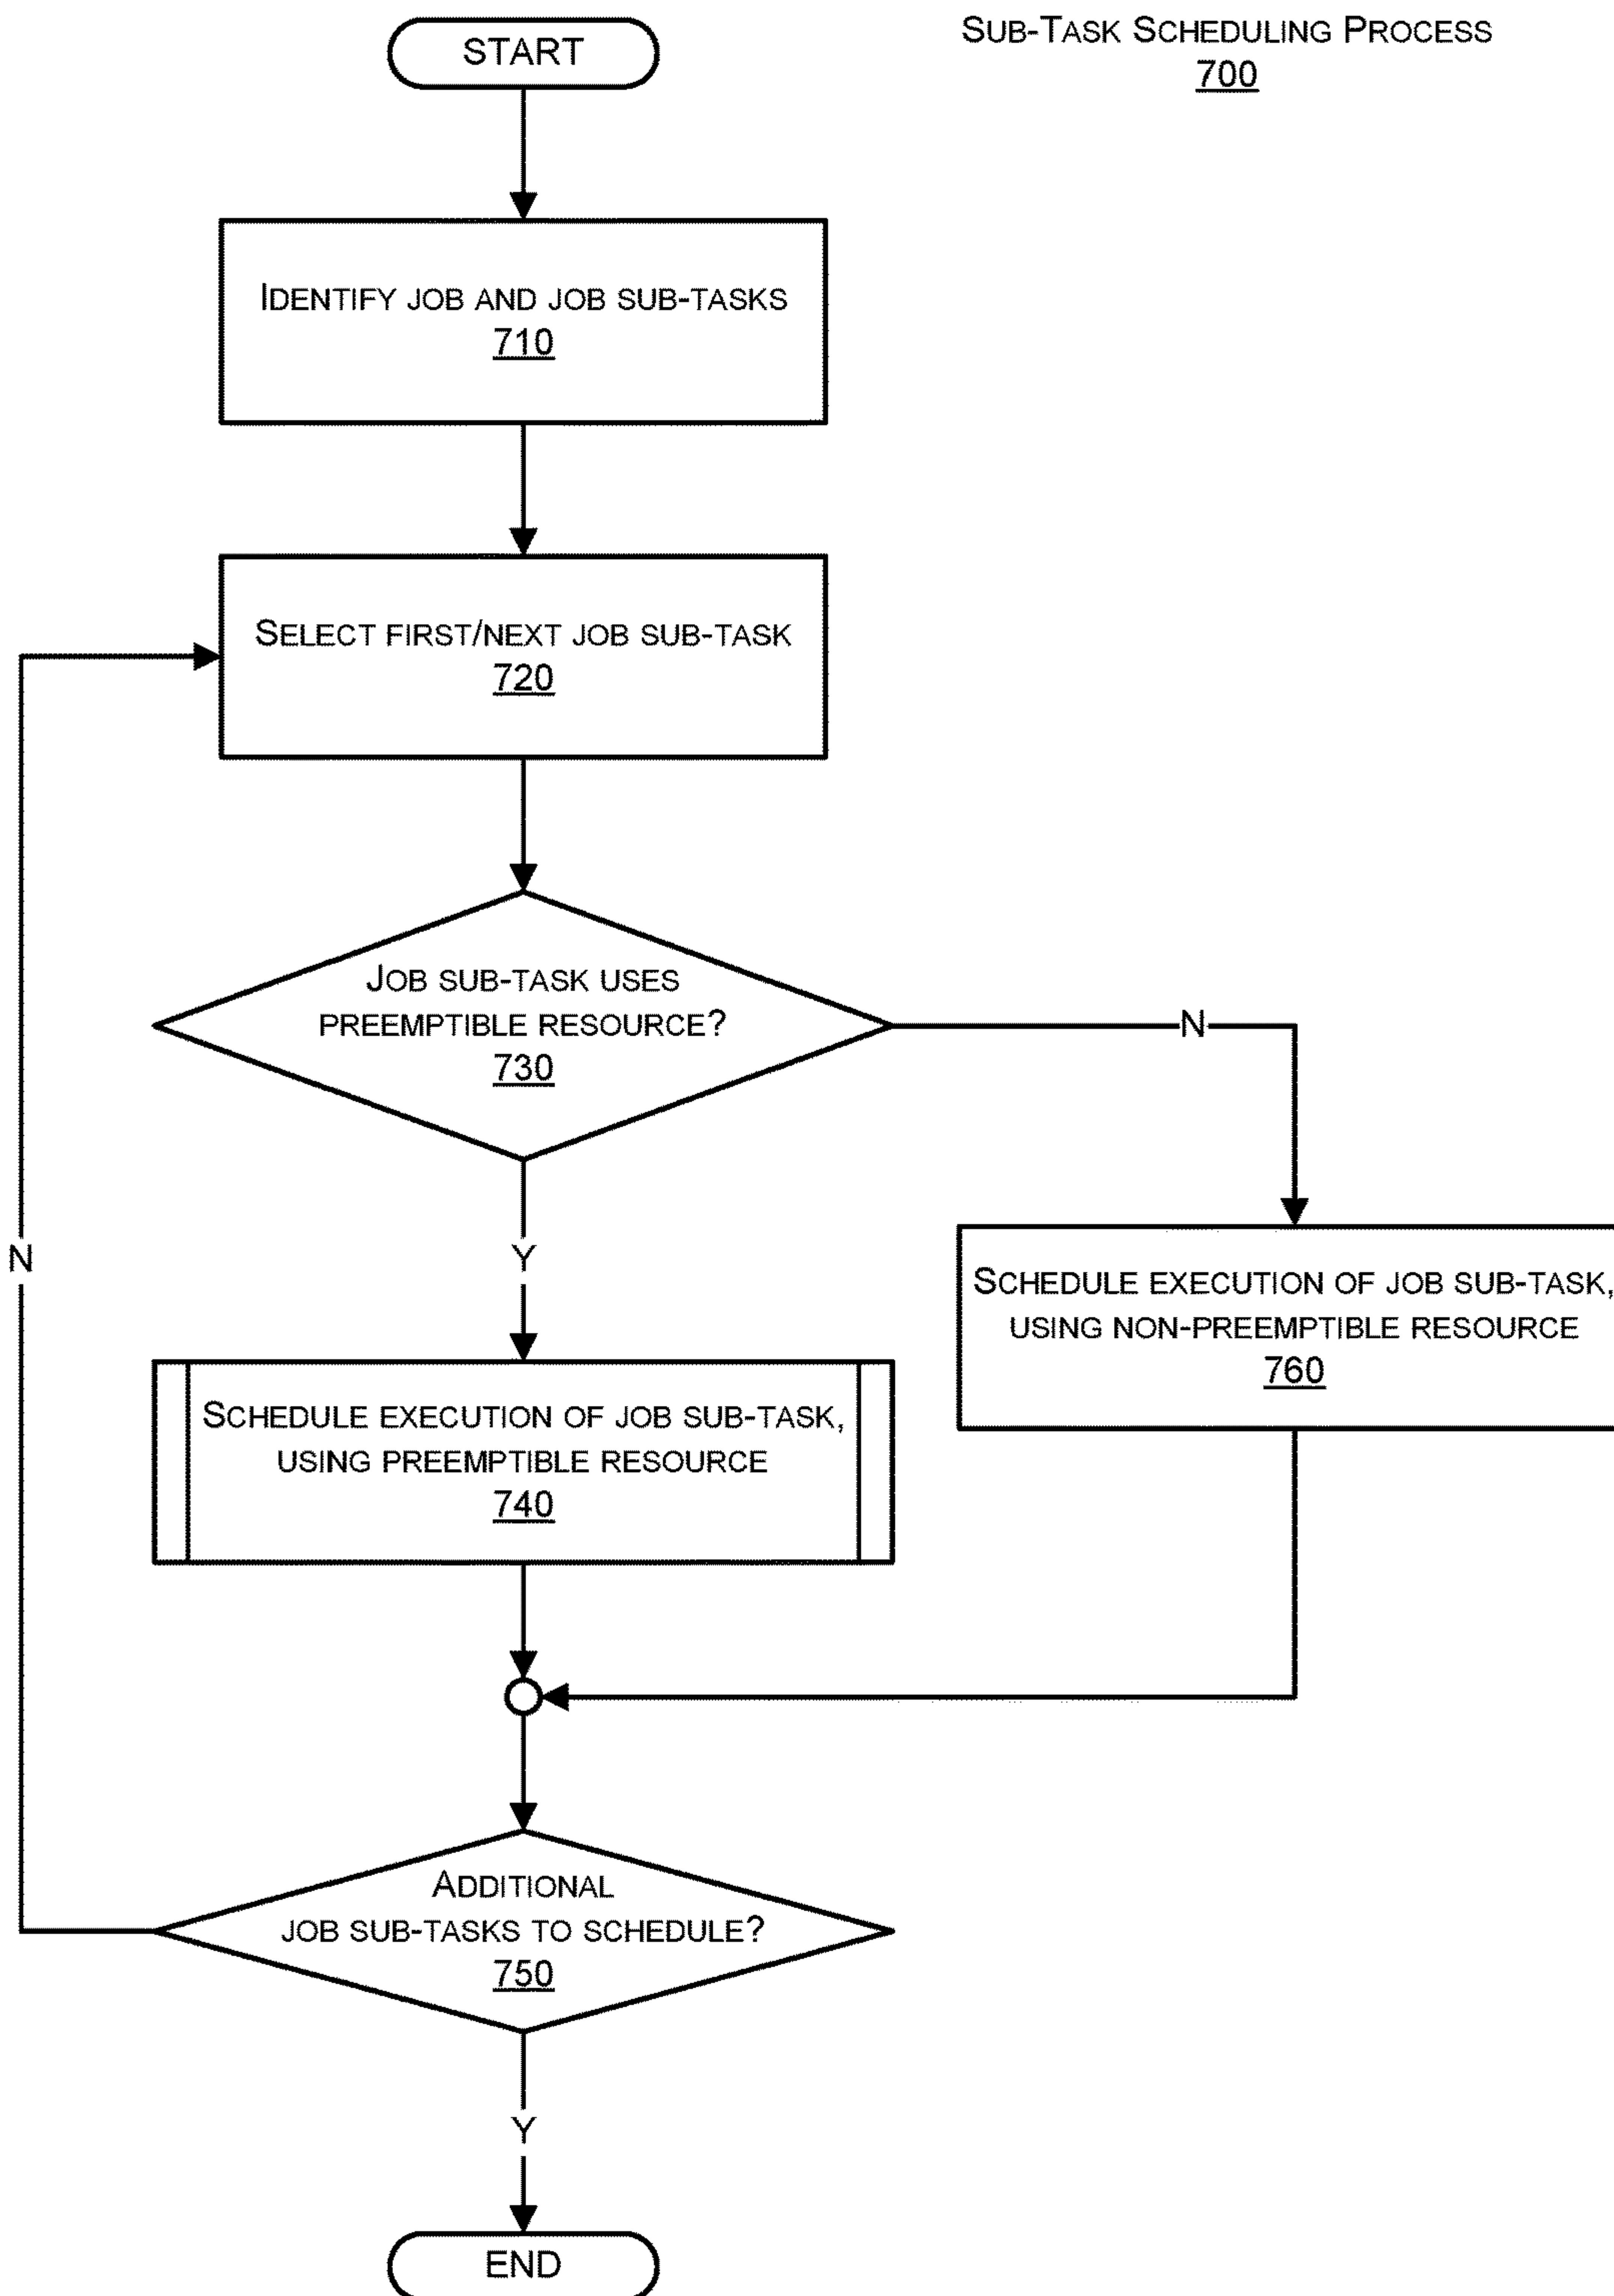 START
SUB-TASK SCHEDULING PROCESS
700
IDENTIFY JOB AND JOB SUB-TASKS
710
SELECT FIRST/NEXT JOB SUB-TASK
720
JOB SUB-TASK USES
PREEMPTIBLE RESOURCE?
730
N
Y
N
SCHEDULE EXECUTION OF JOB SUB-TASK,
USING NON-PREEMPTIBLE RESOURCE
760
SCHEDULE EXECUTION OF JOB SUB-TASK,
USING PREEMPTIBLE RESOURCE
740
ADDITIONAL
JOB SUB-TASKS TO SCHEDULE?
750
Y
END